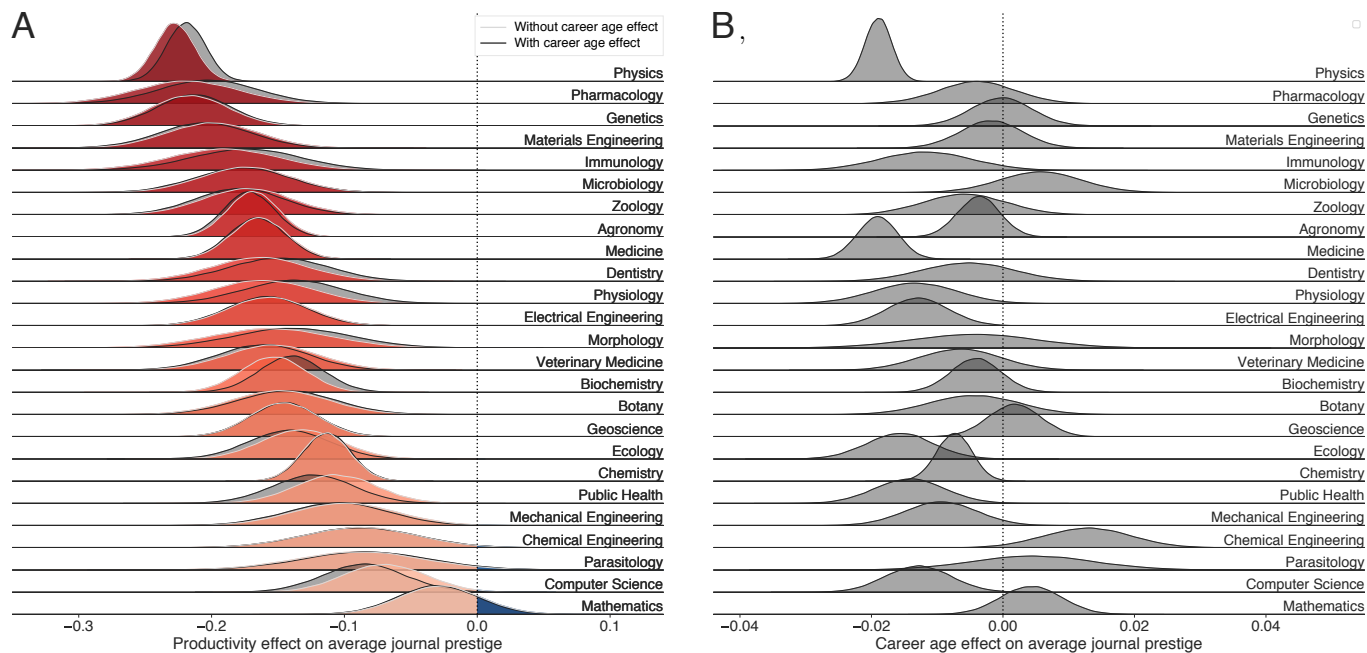 A
Without career age effect
With career age effect
Physics
Pharmacology
Genetics
Materials Engineering
Immunology
Microbiology
Zoology
Agronomy
Medicine
Dentistry
Physiology
Electrical Engineering
Morphology
Veterinary Medicine
Biochemistry
Botany
Geoscience
Ecology
Chemistry
Public Health
Mechanical Engineering
Chemical Engineering
Parasitology
Computer Science
Mathematics
−0.3 −0.2 −0.1 0.0 0.1
Productivity effect on average journal prestige
B,
Physics
Pharmacology
Genetics
Materials Engineering
Immunology
Microbiology
Zoology
Agronomy
Medicine
Dentistry
Physiology
Electrical Engineering
Morphology
Veterinary Medicine
Biochemistry
Botany
Geoscience
Ecology
Chemistry
Public Health
Mechanical Engineering
Chemical Engineering
Parasitology
Computer Science
Mathematics
−0.04 −0.02 0.00 0.02 0.04
Career age effect on average journal prestige